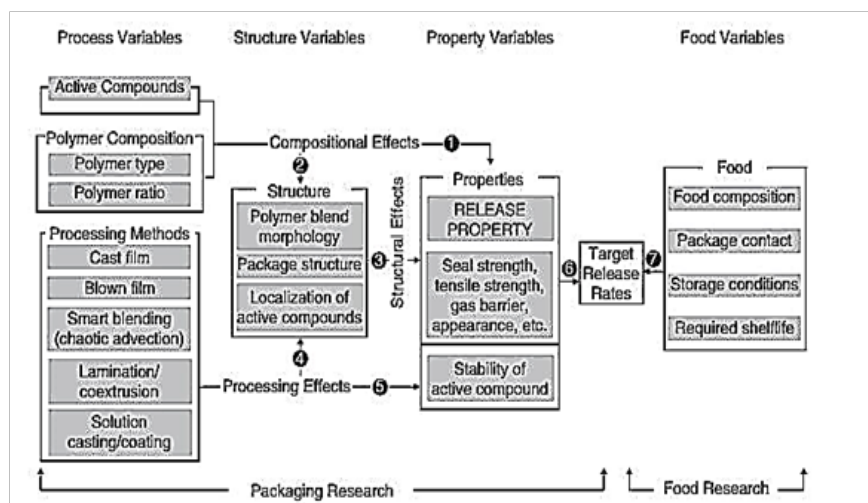 Process Variables
Structure Variables
Property Variables
Food Variables
Active Compounds
Polymer Composition
Polymer type
Polymer ratio
Compositional Effects
1
2
Processing Methods
Cast film
Blown film
Smart blending
(chaotic advection)
Lamination/
coextrusion
Solution
casting/coating
Structure
Polymer blend
morphology
Package structure
Localization of
active compounds
3
Structural Effects
4
Processing Effects
5
Properties
RELEASE
PROPERTY
Seal strength,
tensile strength,
gas barrier,
appearance, etc.
Stability of
active compound
6
Target
Release
Rates
7
Food
Food composition
Package contact
Storage conditions
Required shelflife
Packaging Research
Food Research